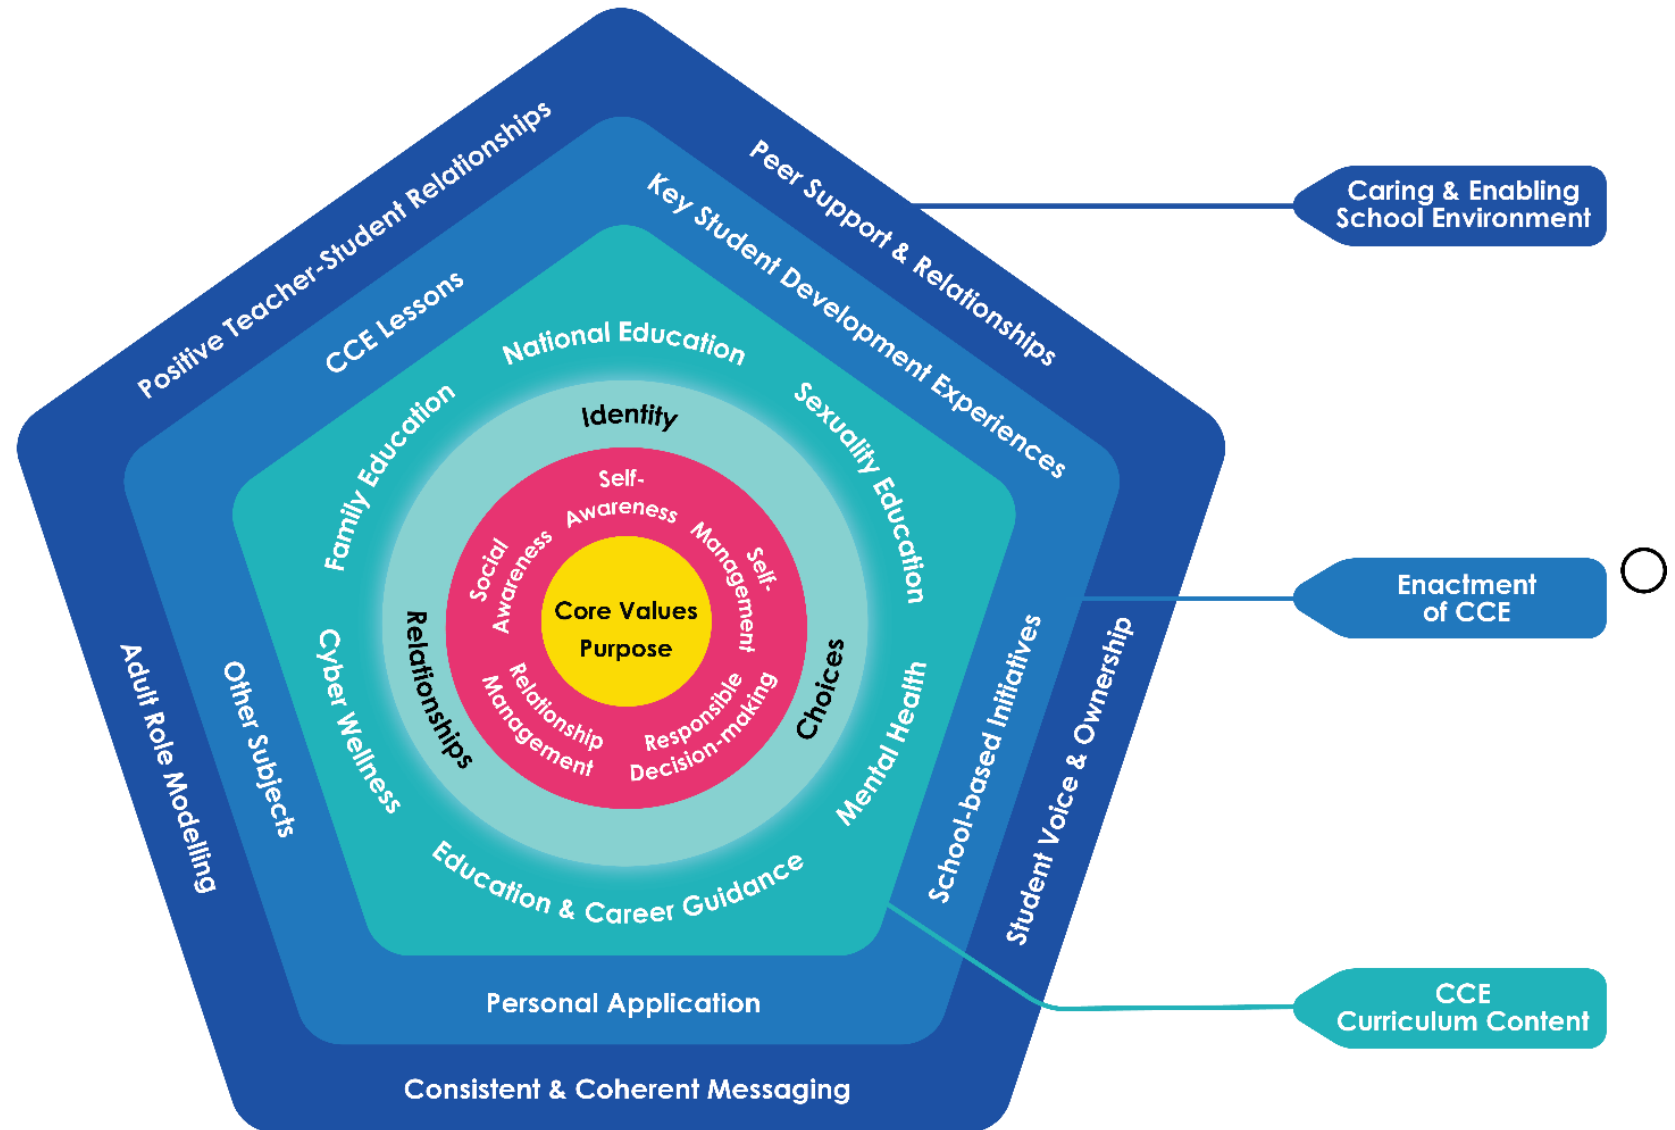 Positive Teacher-Student Relationships
Peer Support & Relationships
Student Voice & Ownership
Consistent & Coherent Messaging
Adult Role Modelling
CCE Lessons
Key Student Development Experiences
School-based Initiatives
Personal Application
Other Subjects
National Education
Sexuality Education
Mental Health
Education & Career Guidance
Cyber Wellness
Family Education
Identity
Choices
Relationships
Self-
Awareness
Self-
Management
Responsible
Decision-making
Relationship
Management
Social
Awareness
Core Values
Purpose
Caring & Enabling
School Environment
Enactment
of CCE
CCE
Curriculum Content